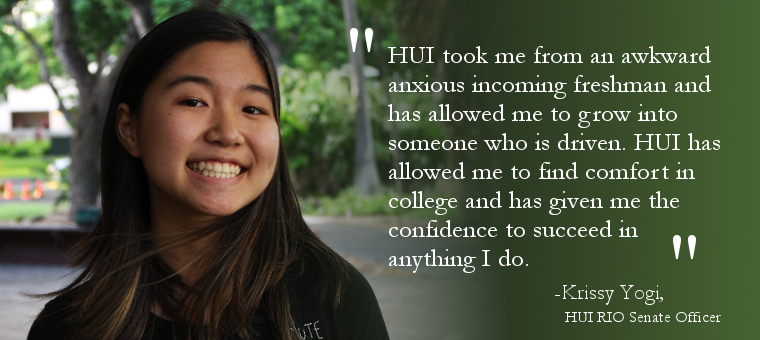 " HUI took me from an awkward
anxious incoming freshman and
has allowed me to grow into
someone who is driven. HUI has
allowed me to find comfort in
college and has given me the
confidence to succeed in
anything I do. "
-Krissy Yogi,
HUI RIO Senate Officer